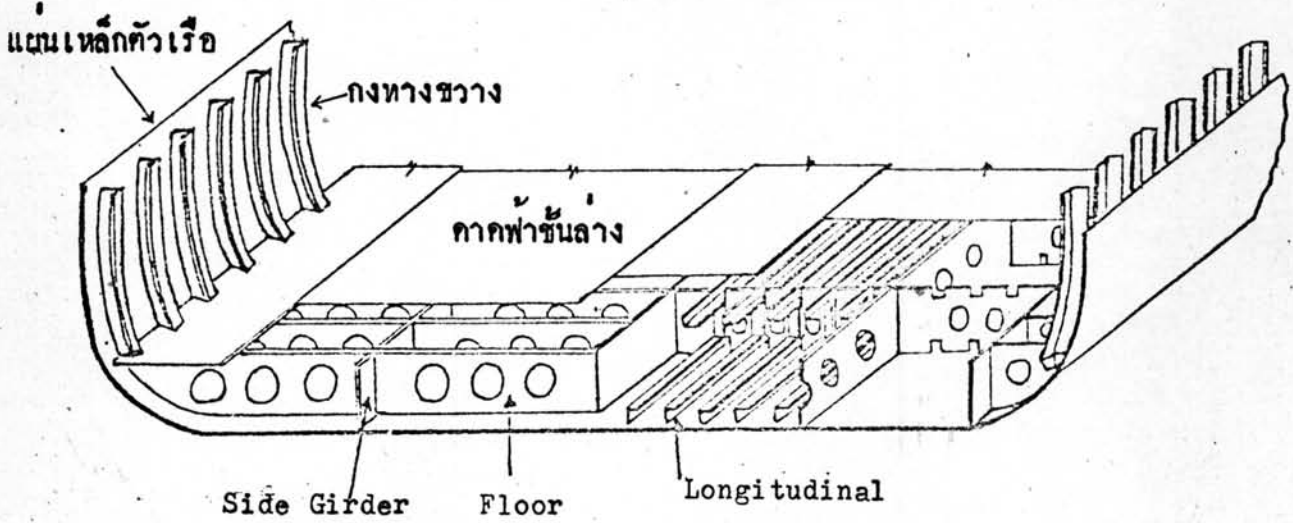 แผ่นเหล็กตัวเรือ
กงทางขวาง
ดาดฟ้าชั้นล่าง
Side Girder
Floor
Longitudinal